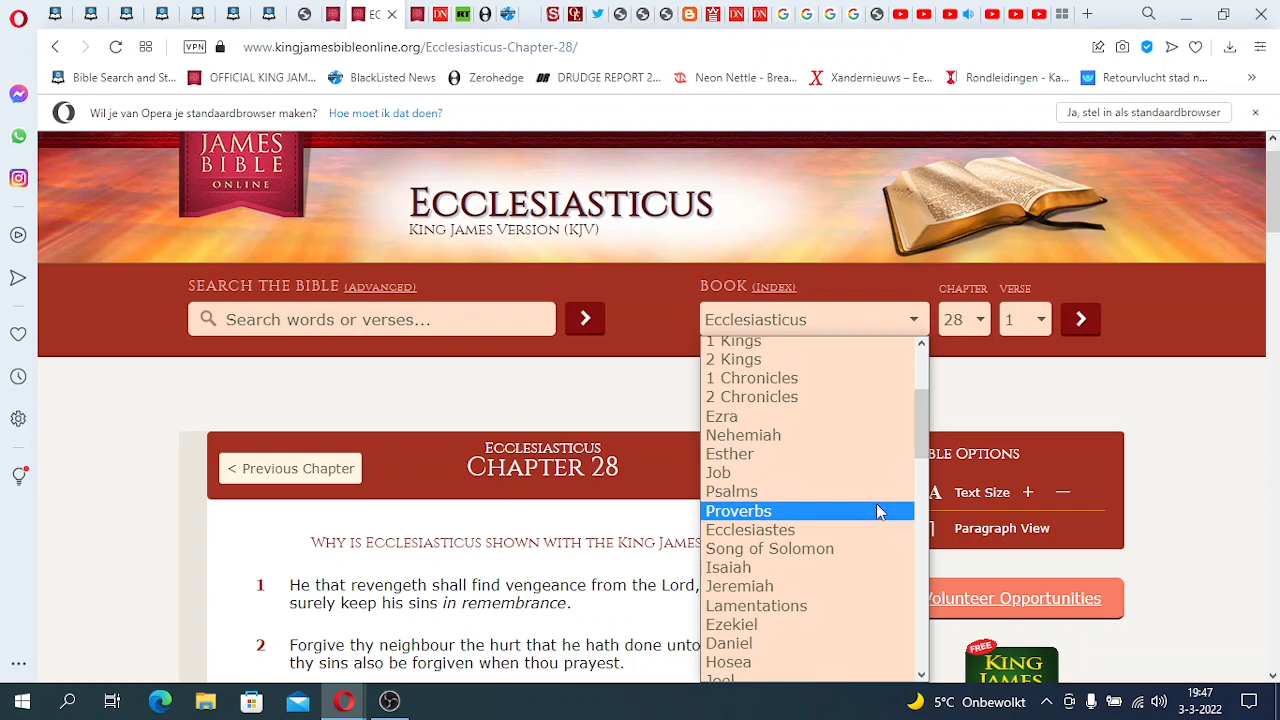 EC
DN
RT
DN
DN
www.kingjamesbibleonline.org/Ecclesiasticus-Chapter-28/
VPN
Bible Search and St...
OFFICIAL KING JAM...
BlackListed News
Zerohedge
DRUDGE REPORT 2...
Neon Nettle - Brea...
Xandernieuws – Ee...
Rondleidingen - Ka...
Retourvlucht stad n...
Wil je van Opera je standaardbrowser maken?
Hoe moet ik dat doen?
Ja, stel in als standaardbrowser
JAMES
BIBLE
ONLINE
ECCLESIASTICUS
KING JAMES VERSION (KJV)
SEARCH THE BIBLE (ADVANCED)
BOOK (INDEX)
CHAPTER
VERSE
Search words or verses...
Ecclesiasticus
28
1
1 Kings
2 Kings
1 Chronicles
2 Chronicles
Ezra
Nehemiah
Esther
Job
Psalms
Proverbs
Ecclesiastes
Song of Solomon
Isaiah
Jeremiah
Lamentations
Ezekiel
Daniel
Hosea
Joel
< Previous Chapter
ECCLESIASTICUS
CHAPTER 28
WHY IS ECCLESIASTICUS SHOWN WITH THE KING JAMES
1 He that revengeth shall find vengeance from the Lord,
surely keep his sins in remembrance.
2 Forgive thy neighbour the hurt that he hath done unto
thy sins also be forgiven when thou prayest.
BLE OPTIONS
A Text Size + —
Paragraph View
Volunteer Opportunities
FREE
KING
JAMES
5°C Onbewolkt
19:47
3-3-2022